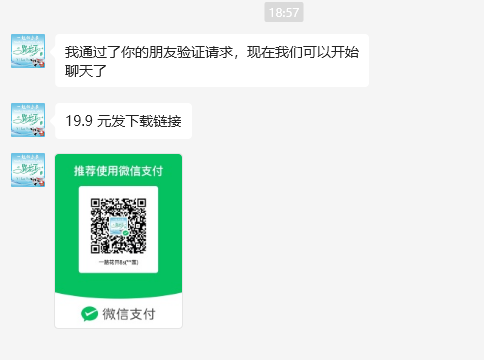 18:57
我通过了你的朋友验证请求，现在我们可以开始
聊天了
19.9 元发下载链接
推荐使用微信支付
微信支付